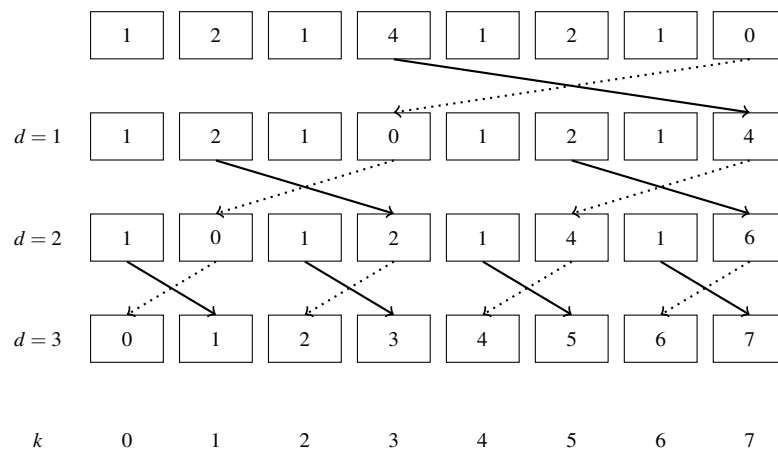 1 2 1 4 1 2 1 0
d = 1 1 2 1 0 1 2 1 4
d = 2 1 0 1 2 1 4 1 6
d = 3 0 1 2 3 4 5 6 7
k 0 1 2 3 4 5 6 7